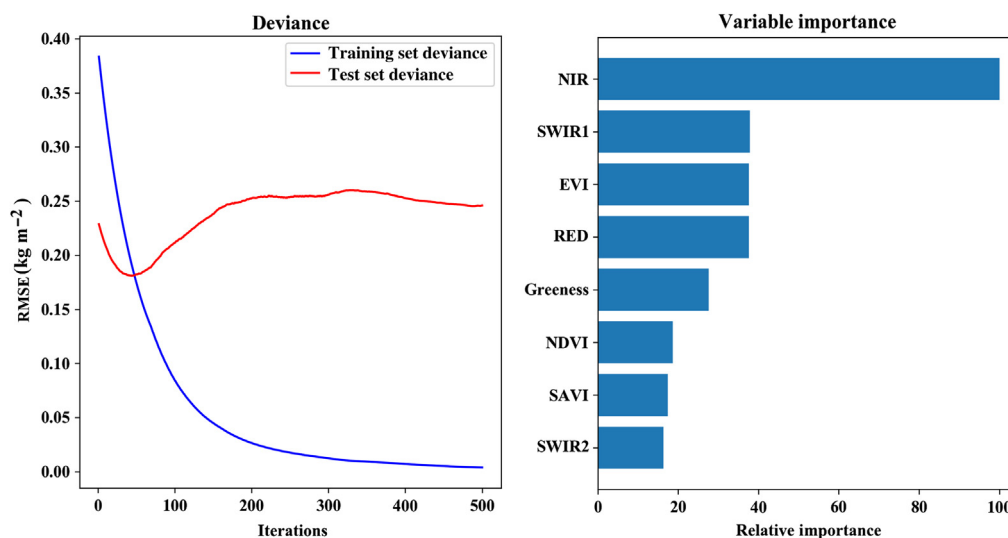 Deviance
0.40
0.35
0.30
0.25
0.20
0.15
0.10
0.05
0.00
RMSE(kg m⁻²)
Training set deviance
Test set deviance
0
100
200
300
400
500
Iterations
Variable importance
NIR
SWIR1
EVI
RED
Greeness
NDVI
SAVI
SWIR2
0
20
40
60
80
100
Relative importance